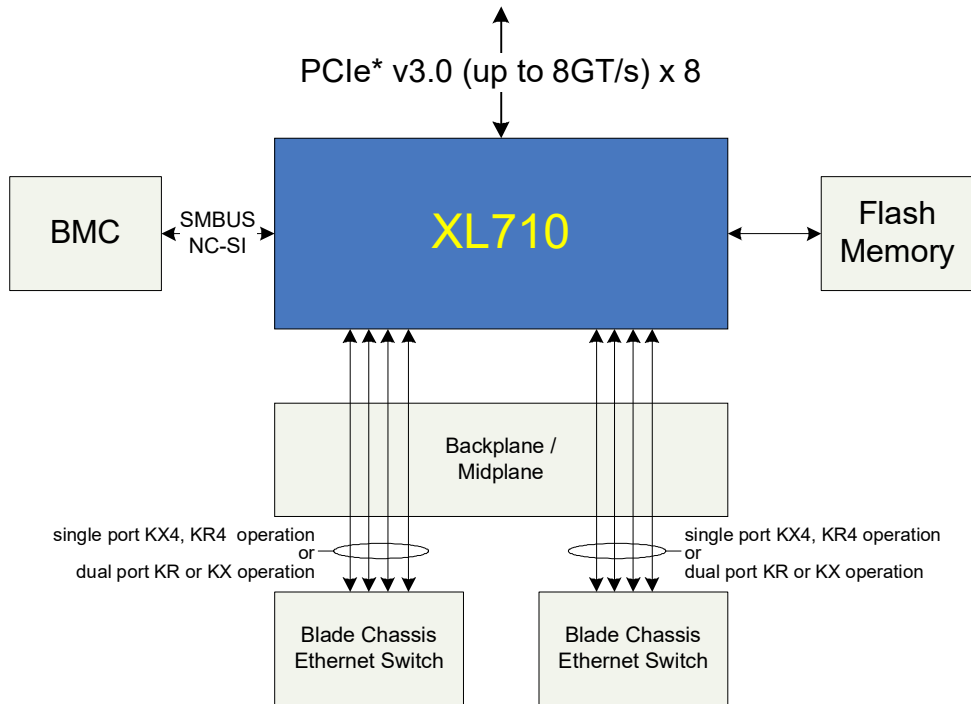 PCIe* v3.0 (up to 8GT/s) x 8
BMC
SMBUS
NC-SI
XL710
Flash
Memory
Backplane /
Midplane
single port KX4, KR4 operation
or
dual port KR or KX operation
single port KX4, KR4 operation
or
dual port KR or KX operation
Blade Chassis
Ethernet Switch
Blade Chassis
Ethernet Switch